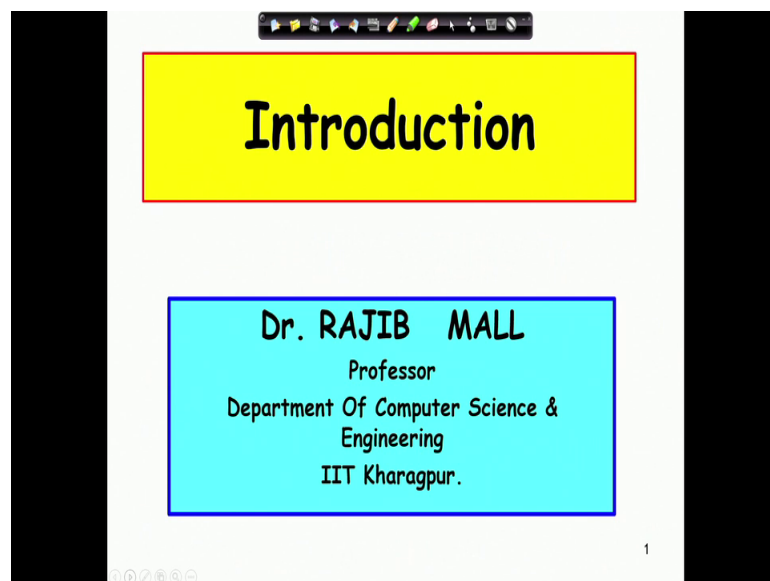 Introduction
Dr. RAJIB MALL
Professor
Department Of Computer Science &
Engineering
IIT Kharagpur.
1